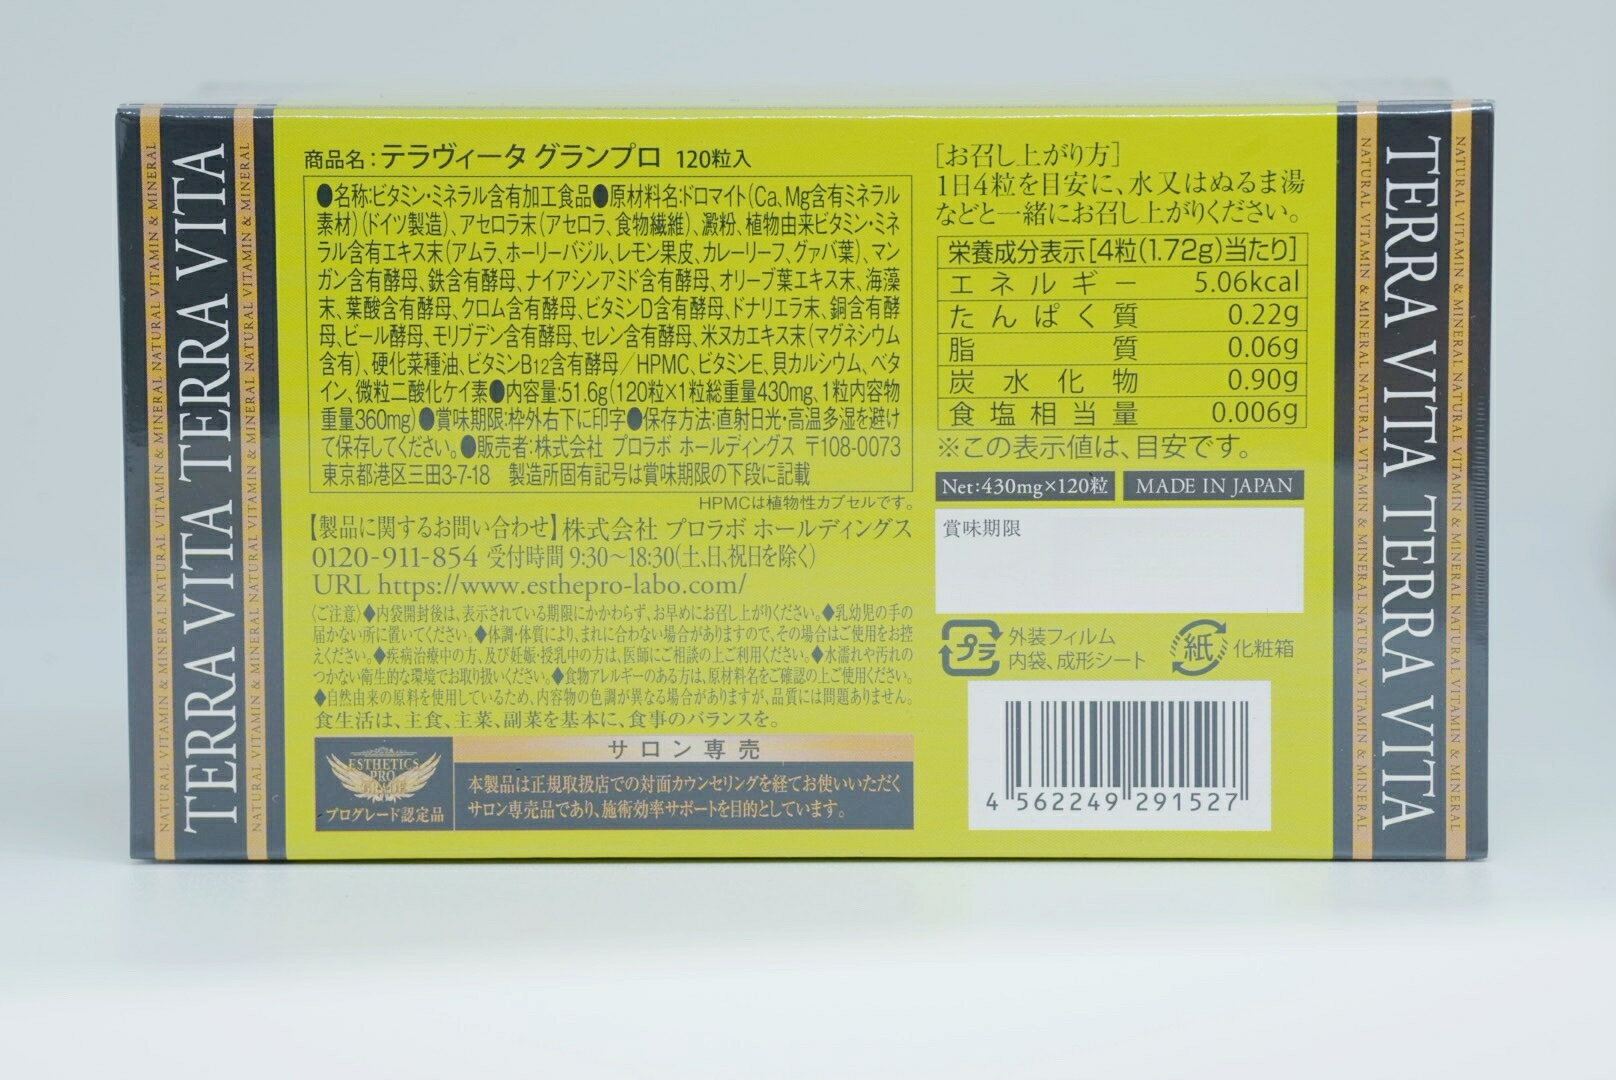 NATURAL VITAMIN & MINERAL NATURAL VITAMIN & MINERAL NATURAL VITAMIN & MINERAL
TERRA VITA TERRA VITA TERRA VITA
NATURAL VITAMIN & MINERAL NATURAL VITAMIN & MINERAL NATURAL VITAMIN & MINERAL
商品名:テラヴィータ グランプロ 120粒入
●名称:ビタミン・ミネラル含有加工食品●原材料名:ドロマイト(Ca、Mg含有ミネラル
素材)(ドイツ製造)、アセロラ末(アセロラ、食物繊維)、澱粉、植物由来ビタミン・ミネ
ラル含有エキス末(アムラ、ホーリーバジル、レモン果皮、カレーリーフ、グァバ葉)、マン
ガン含有酵母、鉄含有酵母、ナイアシンアミド含有酵母、オリーブ葉エキス末、海藻
末、葉酸含有酵母、クロム含有酵母、ビタミンD含有酵母、ドナリエラ末、銅含有酵
母、ビール酵母、モリブデン含有酵母、セレン含有酵母、米ヌカエキス末(マグネシウム
含有)、硬化菜種油、ビタミンB12含有酵母/HPMC、ビタミンE、貝カルシウム、ベタ
イン、微粒二酸化ケイ素●内容量:51.6g(120粒×1粒総重量430mg、1粒内容物
重量360mg)●賞味期限:枠外右下に印字●保存方法:直射日光・高温多湿を避け
て保存してください。●販売者:株式会社 プロラボ ホールディングス 〒108-0073
東京都港区三田3-7-18 製造所固有記号は賞味期限の下段に記載
HPMCは植物性カプセルです。
【製品に関するお問い合わせ】株式会社 プロラボ ホールディングス
0120-911-854 受付時間 9:30〜18:30(土、日、祝日を除く)
URL https://www.esthepro-labo.com/
〈ご注意〉◆内袋開封後は、表示されている期限にかかわらず、お早めにお召し上がりください。◆乳幼児の手の
届かない所に置いてください。◆体調・体質により、まれに合わない場合がありますので、その場合はご使用をお控
えください。◆疾病治療中の方、及び妊娠・授乳中の方は、医師にご相談の上ご利用ください。◆水濡れや汚れの
つかない衛生的な環境でお取り扱いください。◆食物アレルギーのある方は、原材料名をご確認の上ご使用ください。
◆自然由来の原料を使用しているため、内容物の色調が異なる場合がありますが、品質には問題ありません。
食生活は、主食、主菜、副菜を基本に、食事のバランスを。
ESTHETICS
PRO
GRADE
プログレード認定品
サロン専売
本製品は正規取扱店での対面カウンセリングを経てお使いいただく
サロン専売品であり、施術効率サポートを目的としています。
[お召し上がり方]
1日4粒を目安に、水又はぬるま湯
などと一緒にお召し上がりください。
栄養成分表示[4粒(1.72g)当たり]
エネルギー 5.06kcal
たんぱく質 0.22g
脂質 0.06g
炭水化物 0.90g
食塩相当量 0.006g
※この表示値は、目安です。
Net:430mg×120粒 MADE IN JAPAN
賞味期限
プラ 外装フィルム
内袋、成形シート
紙 化粧箱
4 562249 291527
NATURAL VITAMIN & MINERAL NATURAL VITAMIN & MINERAL NATURAL VITAMIN & MINERAL
TERRA VITA TERRA VITA TERRA VITA
NATURAL VITAMIN & MINERAL NATURAL VITAMIN & MINERAL NATURAL VITAMIN & MINERAL